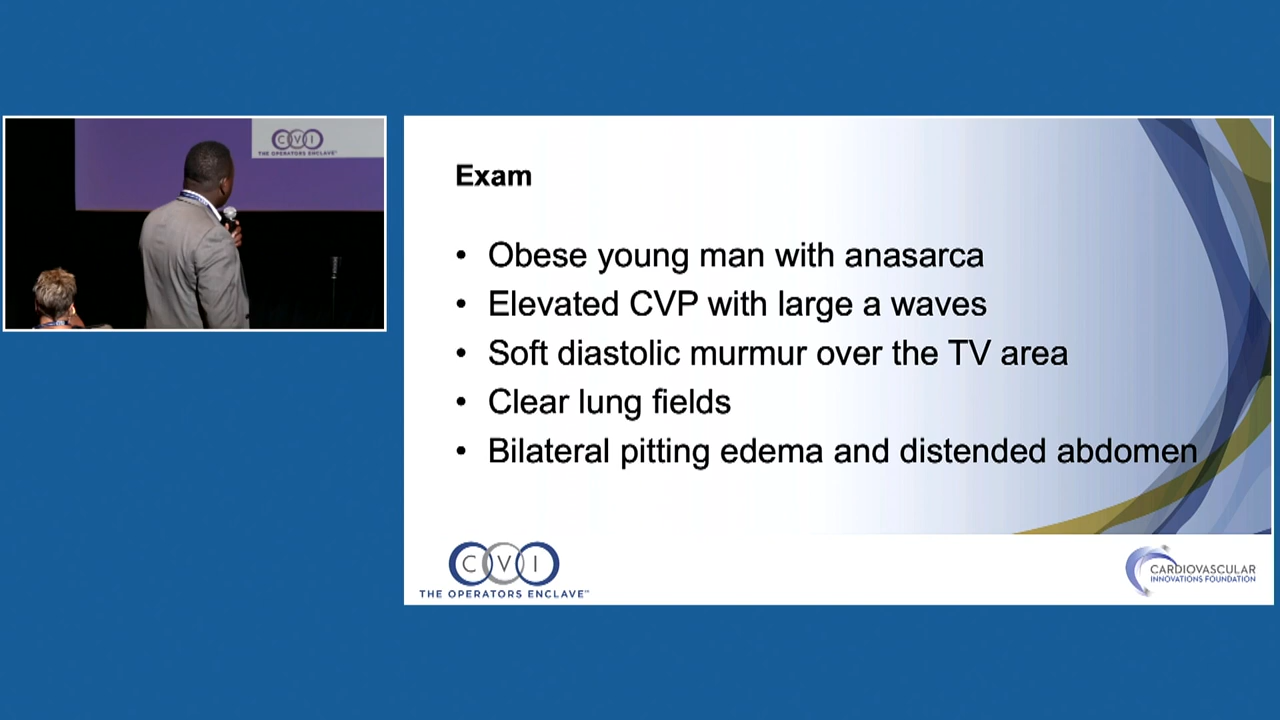 CVI
THE OPERATORS ENCLAVE
Exam
• Obese young man with anasarca
• Elevated CVP with large a waves
• Soft diastolic murmur over the TV area
• Clear lung fields
• Bilateral pitting edema and distended abdomen
CVI
THE OPERATORS ENCLAVE℠
CARDIOVASCULAR
INNOVATIONS FOUNDATION